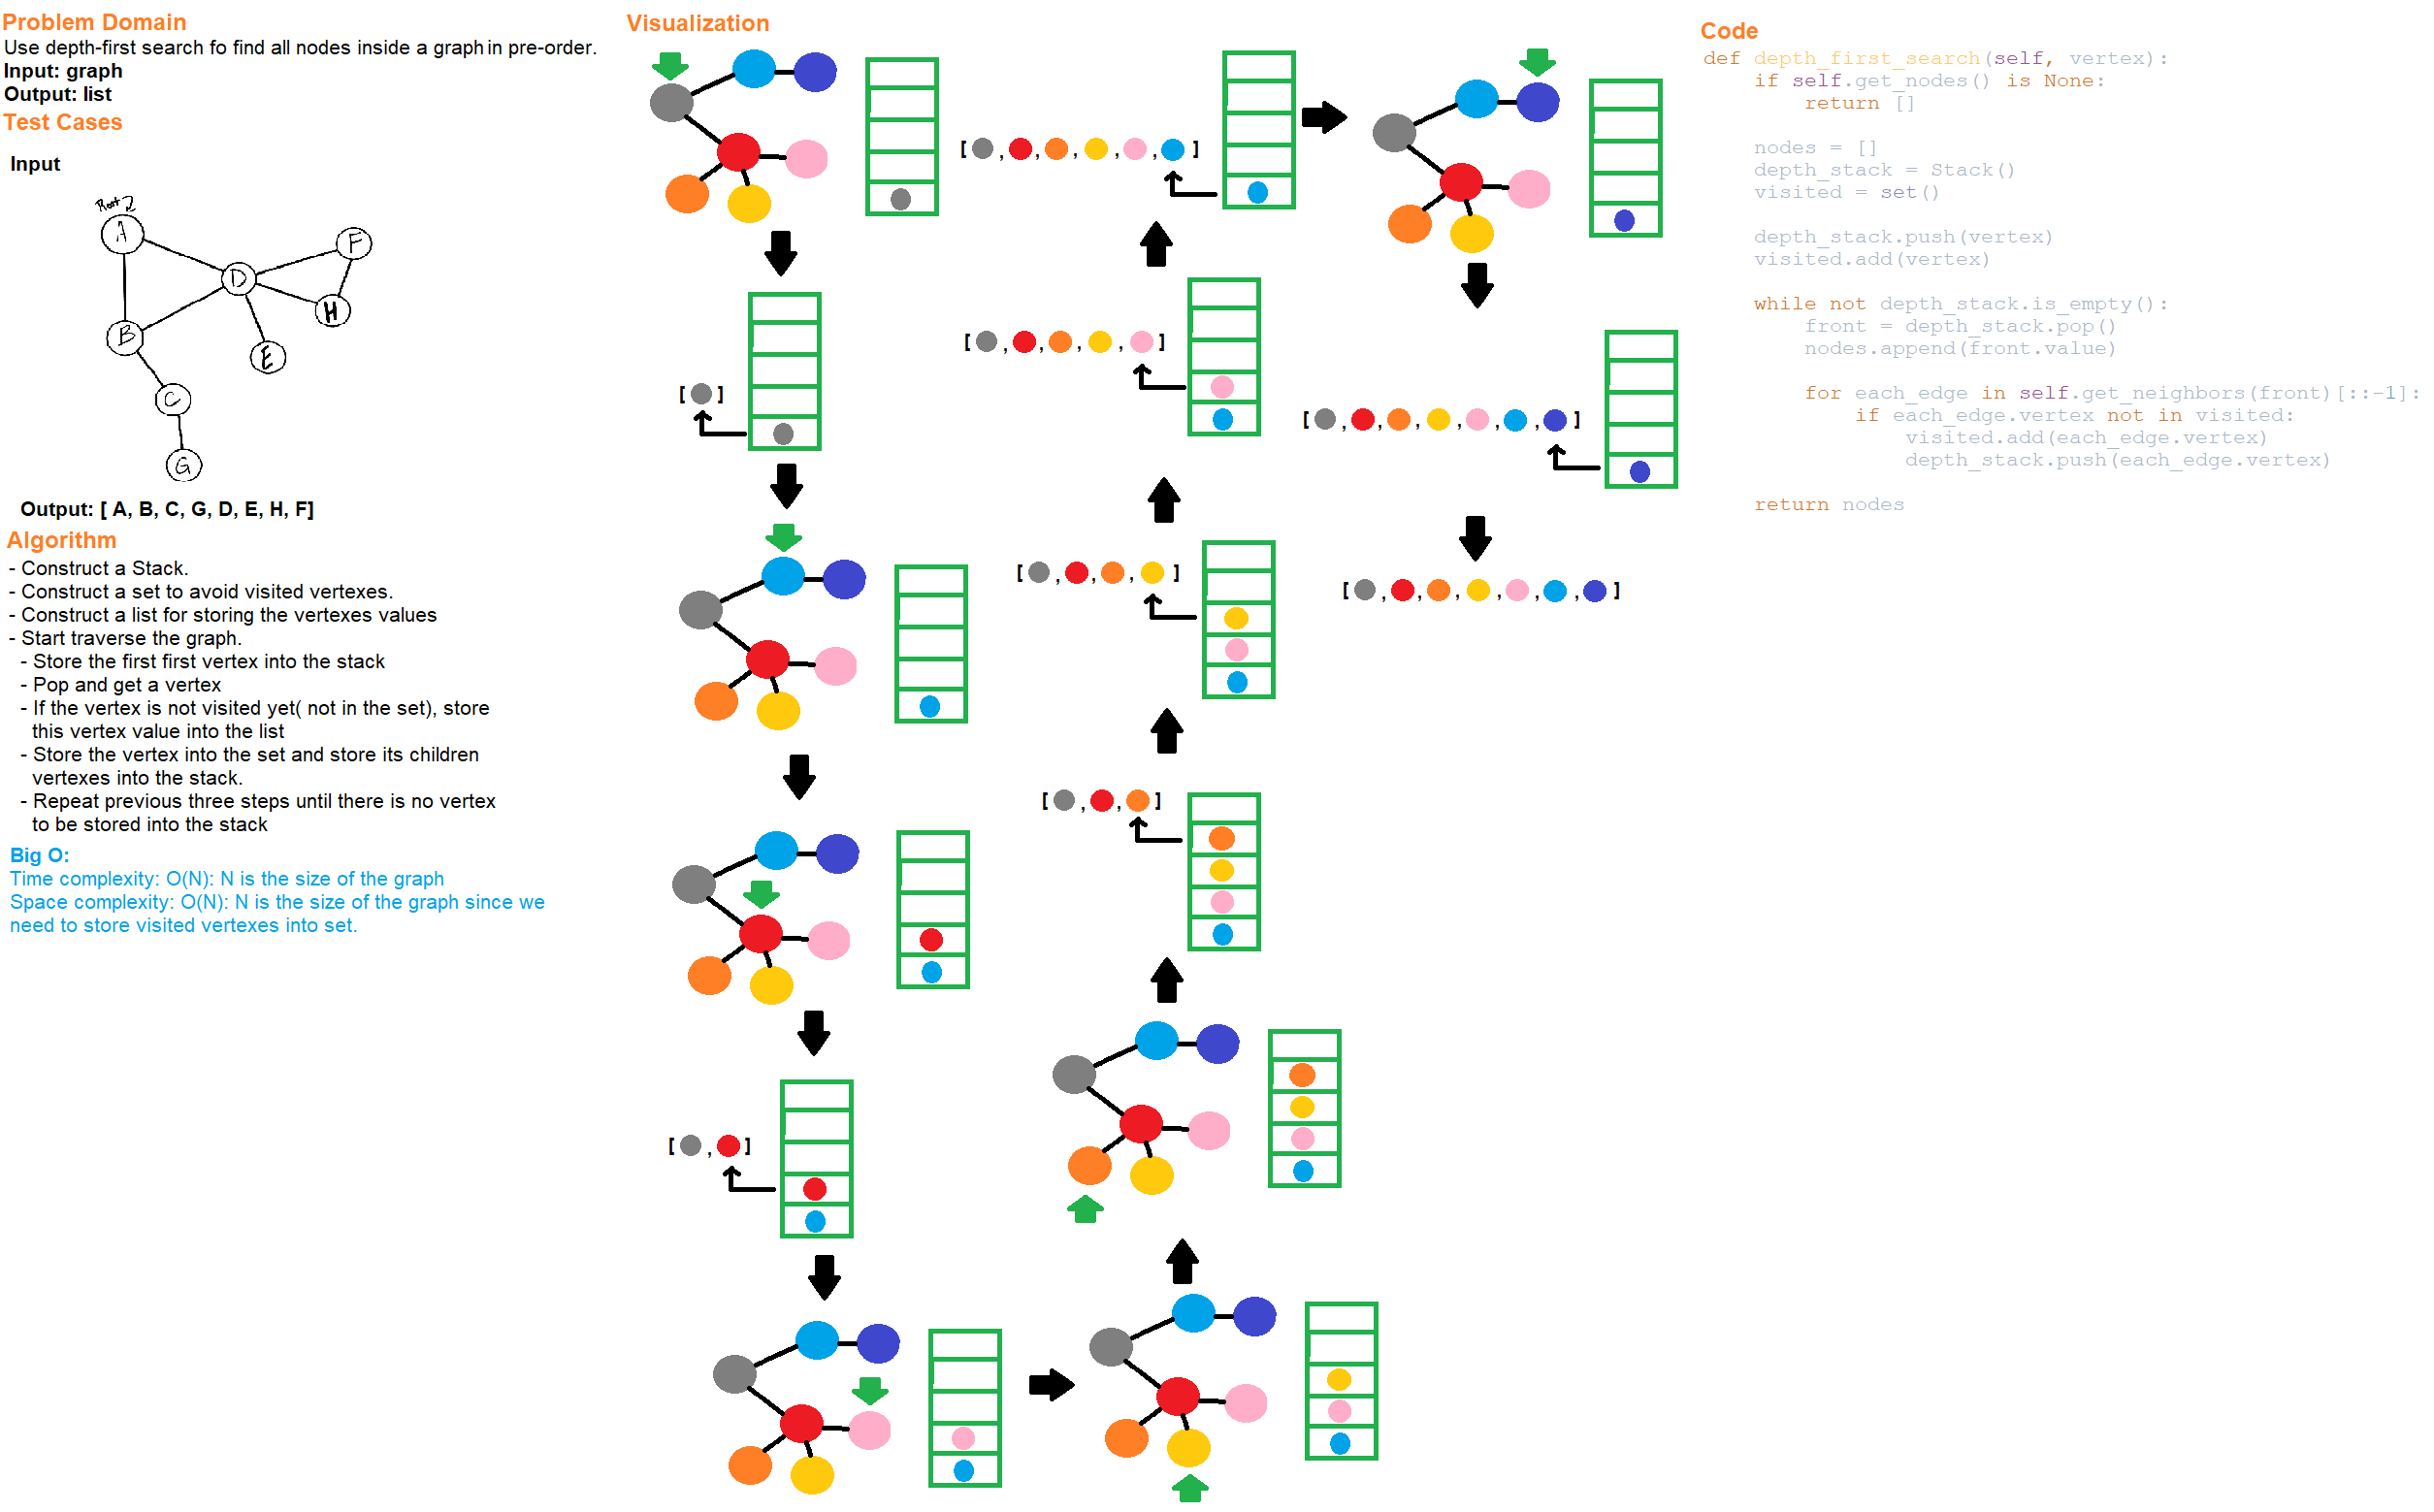 Problem Domain
Use depth-first search fo find all nodes inside a graph in pre-order.
Input: graph
Output: list
Test Cases
Input
Root
A
F
D
H
B
E
C
G
Output: [ A, B, C, G, D, E, H, F]
Algorithm
- Construct a Stack.
- Construct a set to avoid visited vertexes.
- Construct a list for storing the vertexes values
- Start traverse the graph.
- Store the first first vertex into the stack
- Pop and get a vertex
- If the vertex is not visited yet( not in the set), store
this vertex value into the list
- Store the vertex into the set and store its children
vertexes into the stack.
- Repeat previous three steps until there is no vertex
to be stored into the stack
Big O:
Time complexity: O(N): N is the size of the graph
Space complexity: O(N): N is the size of the graph since we
need to store visited vertexes into set.
Visualization
[ ]
[ , ]
[ , , ]
[ , , , ]
[ , , , , ]
[ , , , , , ]
[ , , , , , , ]
[ , , , , , , ]
Code
def depth_first_search(self, vertex):
    if self.get_nodes() is None:
        return []
    nodes = []
    depth_stack = Stack()
    visited = set()
    depth_stack.push(vertex)
    visited.add(vertex)
    while not depth_stack.is_empty():
        front = depth_stack.pop()
        nodes.append(front.value)
        for each_edge in self.get_neighbors(front)[::-1]:
            if each_edge.vertex not in visited:
                visited.add(each_edge.vertex)
                depth_stack.push(each_edge.vertex)
    return nodes